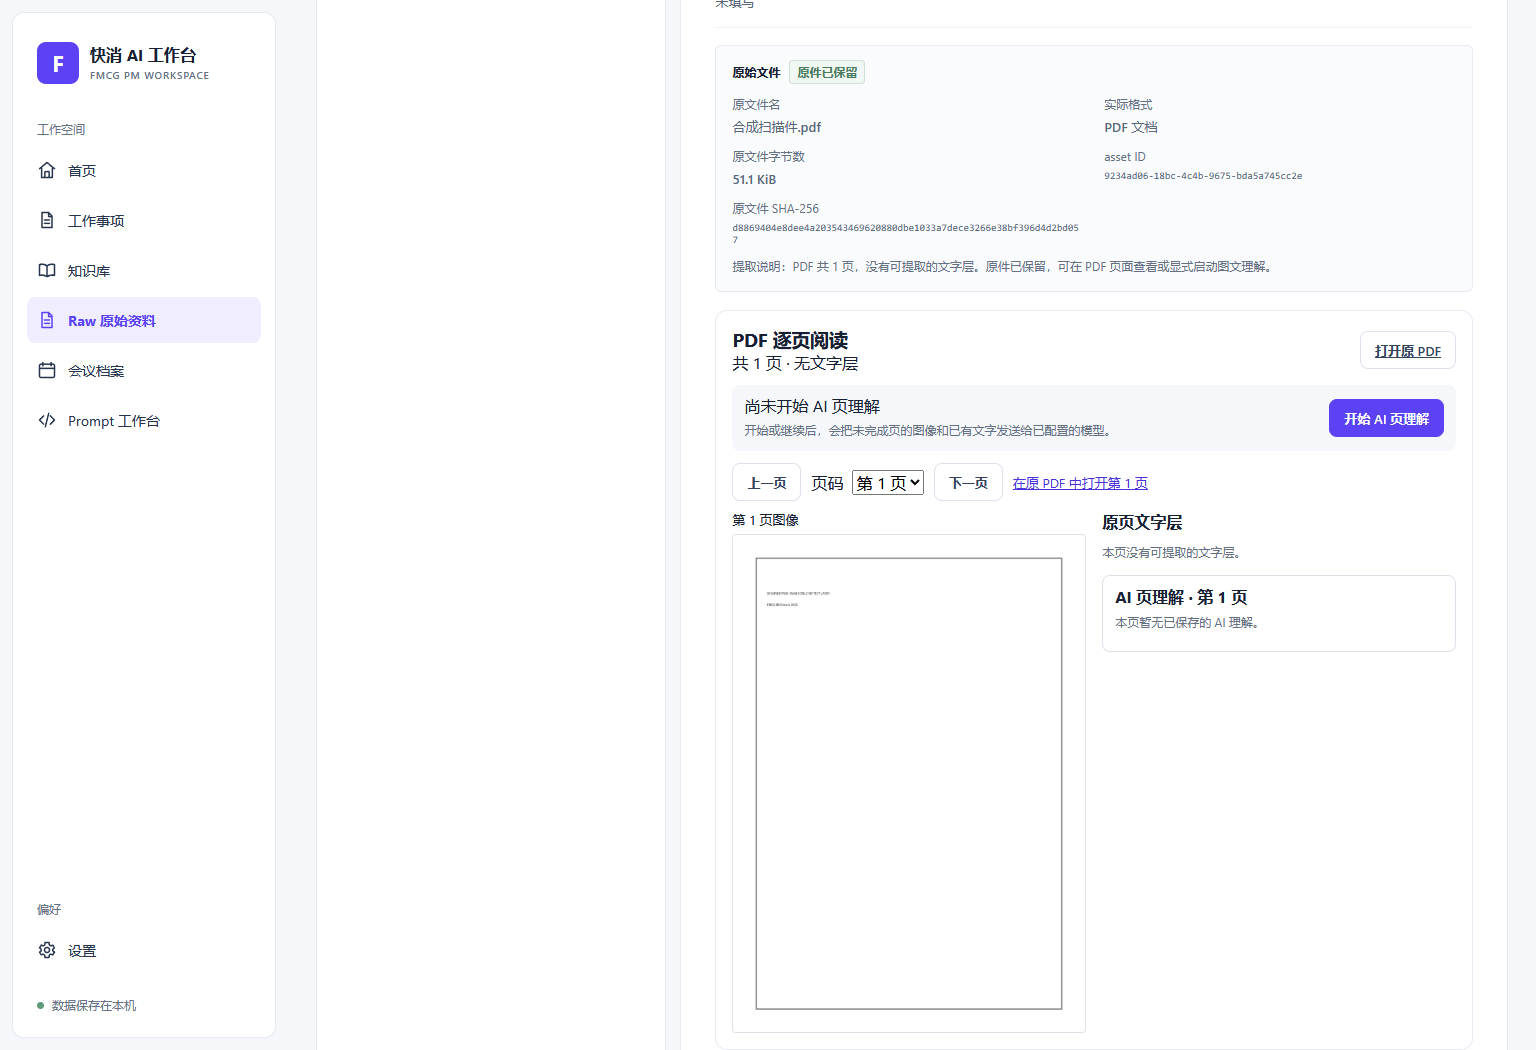 F
快消 AI 工作台
FMCG PM WORKSPACE
工作空间
首页
工作事项
知识库
Raw 原始资料
会议档案
Prompt 工作台
偏好
设置
数据保存在本机
未填写
原始文件 原件已保留
原文件名
合成扫描件.pdf
实际格式
PDF 文档
原文件字节数
51.1 KiB
asset ID
9234ad06-18bc-4c4b-9675-bda5a745cc2e
原文件 SHA-256
d8869404e8dee4a203543469620880dbe1033a7dece3266e38bf396d4d2bd05
7
提取说明：PDF 共 1 页，没有可提取的文字层。原件已保留，可在 PDF 页面查看或显式启动图文理解。
PDF 逐页阅读
共 1 页 · 无文字层
打开原 PDF
尚未开始 AI 页理解
开始或继续后，会把未完成页的图像和已有文字发送给已配置的模型。
开始 AI 页理解
上一页 页码 第 1 页 下一页 在原 PDF 中打开第 1 页
第 1 页图像
原页文字层
本页没有可提取的文字层。
AI 页理解 · 第 1 页
本页暂无已保存的 AI 理解。